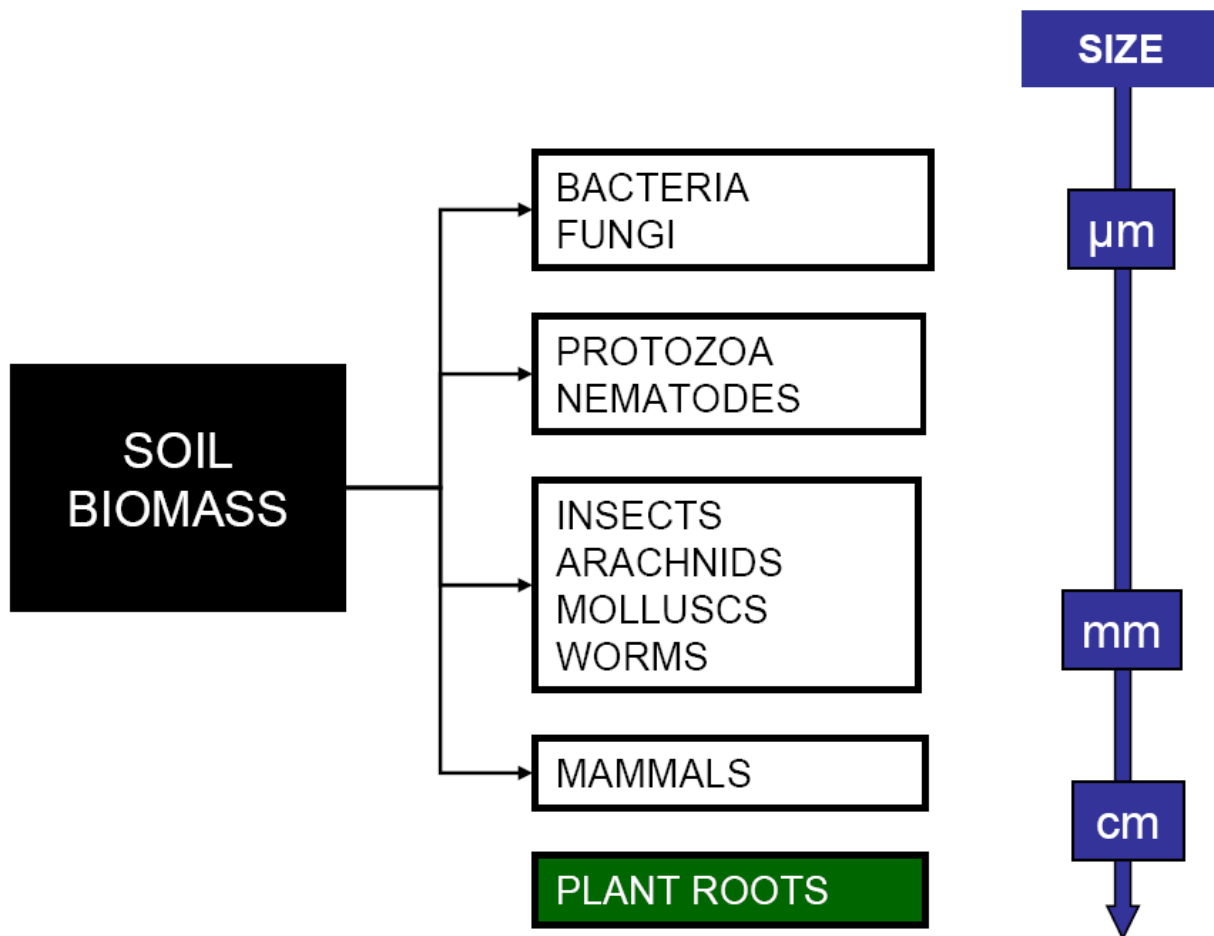 SIZE
BACTERIA
FUNGI
µm
PROTOZOA
NEMATODES
SOIL
BIOMASS
INSECTS
ARACHNIDS
MOLLUSCS
WORMS
mm
MAMMALS
cm
PLANT ROOTS